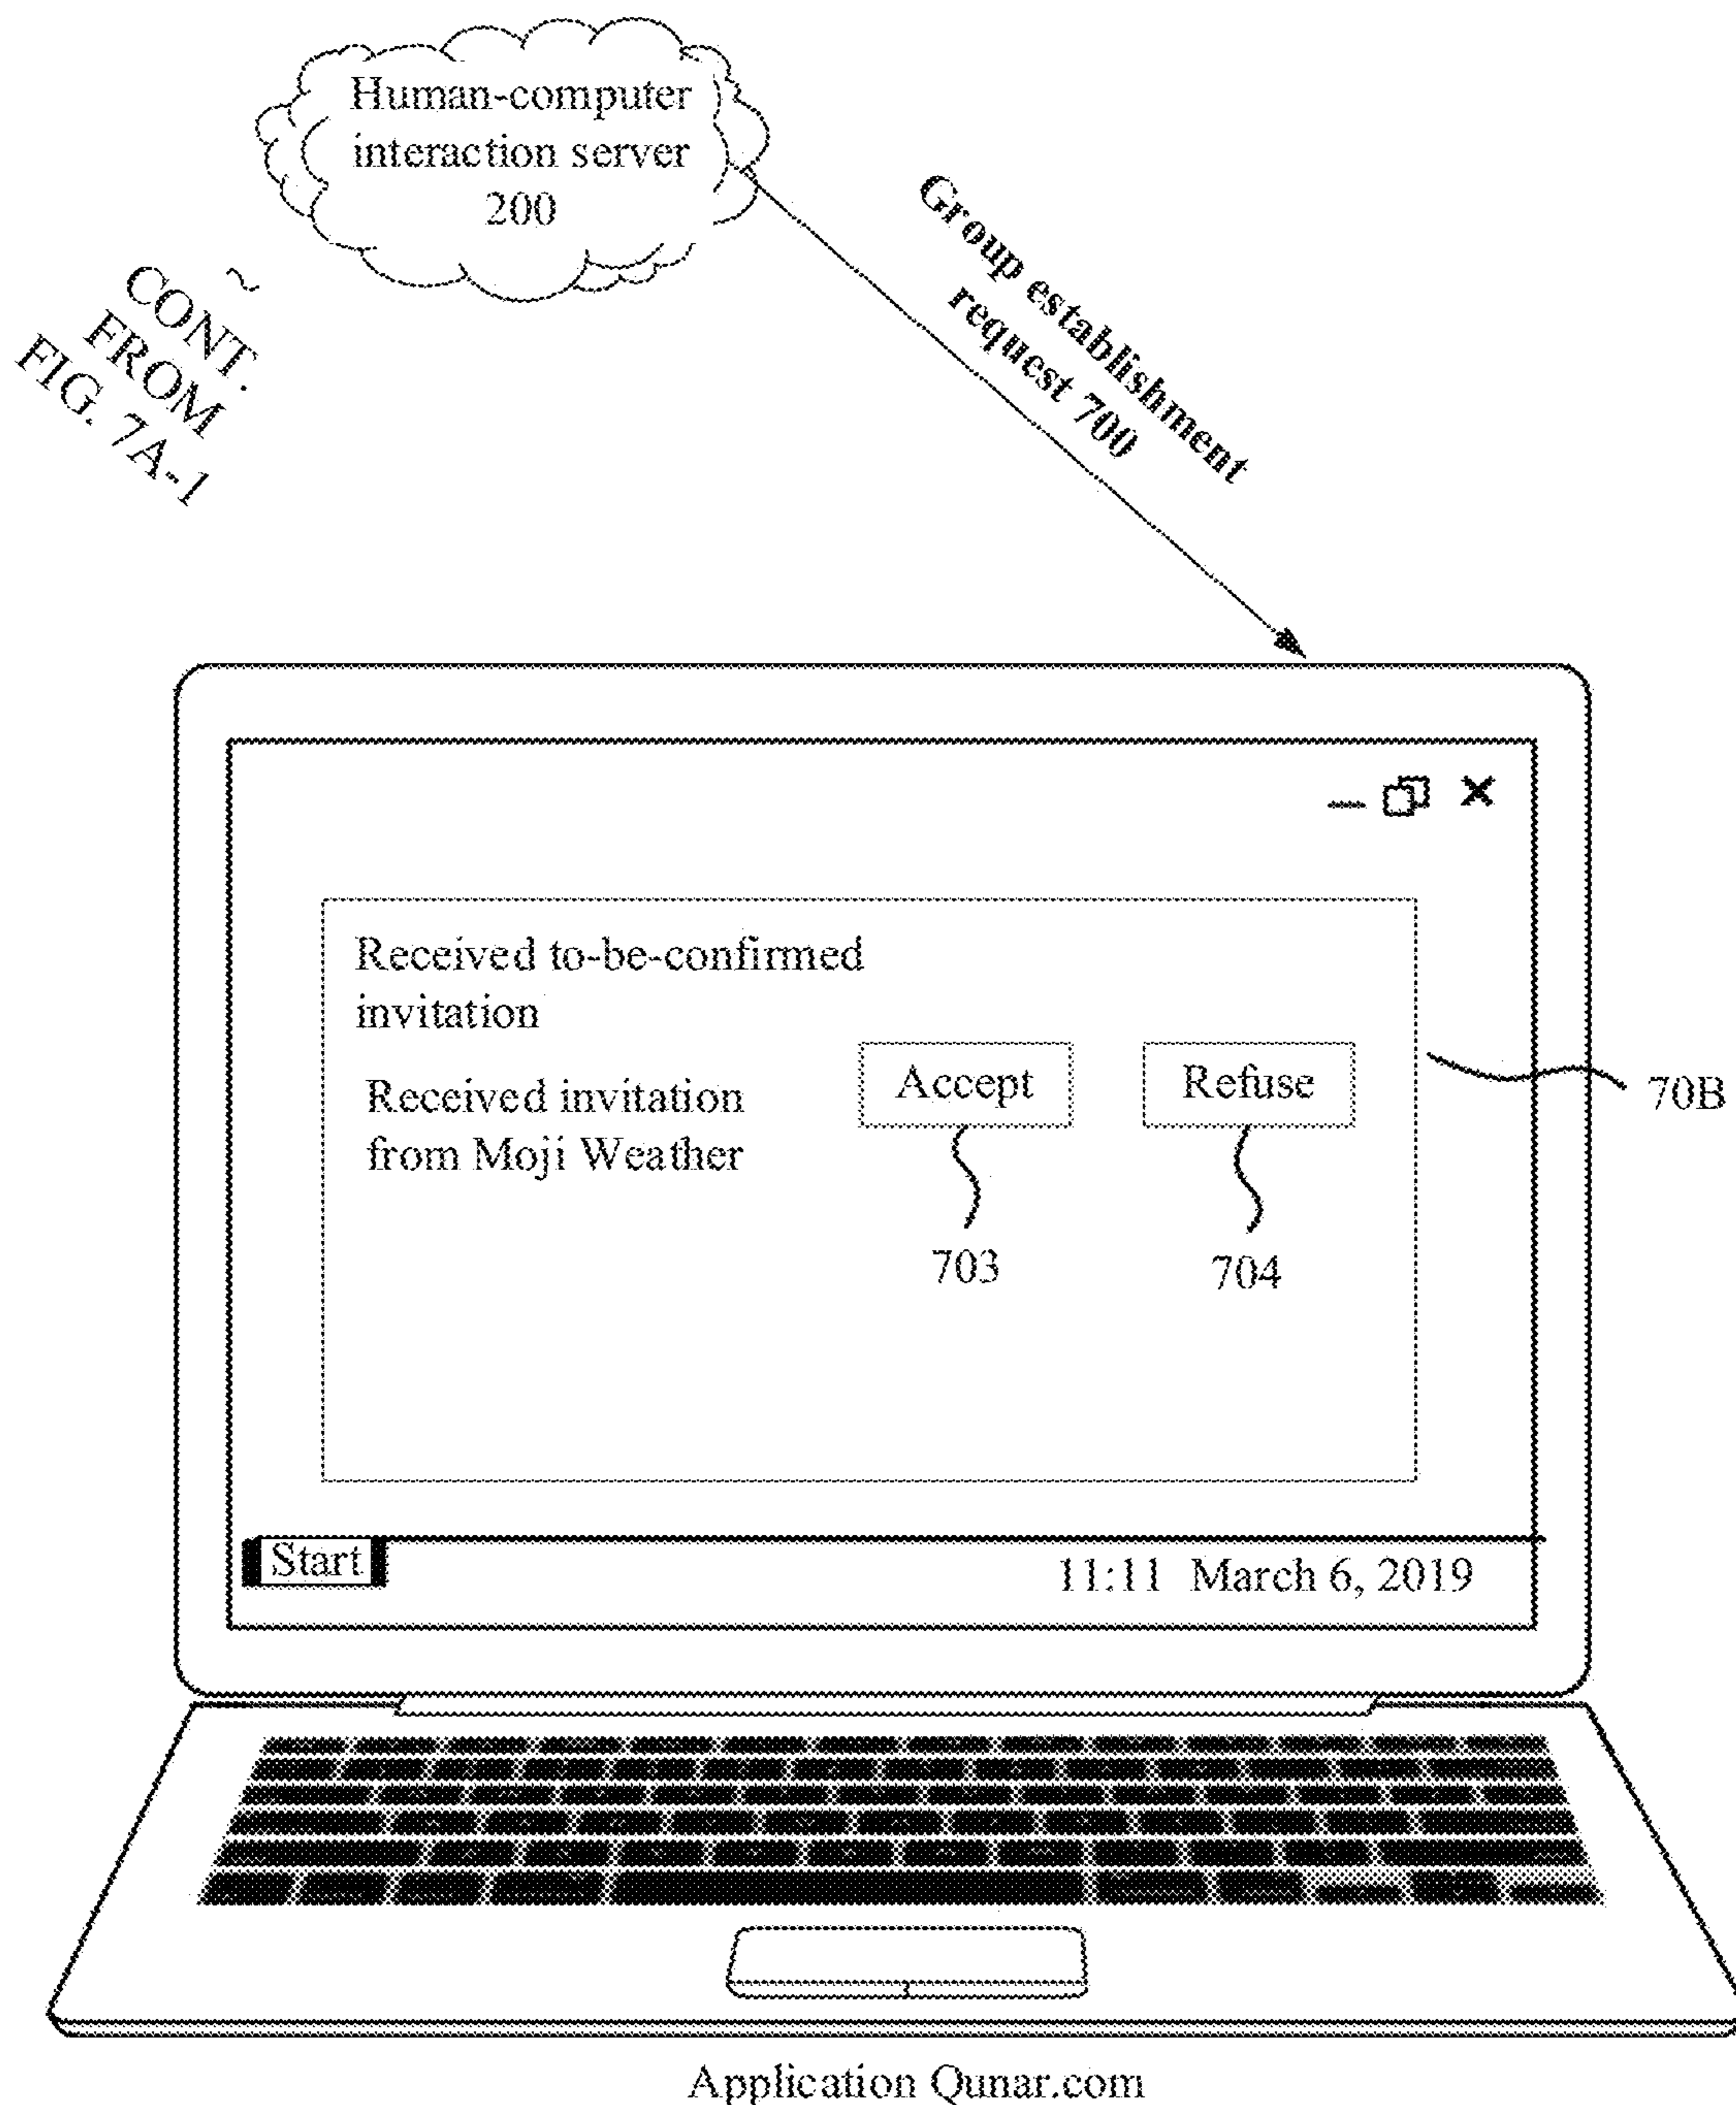 Human-computer
interaction server
200
Group establishment
request 700
CONT.
FROM
FIG. 7A-1
Received to-be-confirmed
invitation
Received invitation
from Moji Weather
Accept
Refuse
70B
703
704
Start
11:11 March 6, 2019
Application Qunar.com